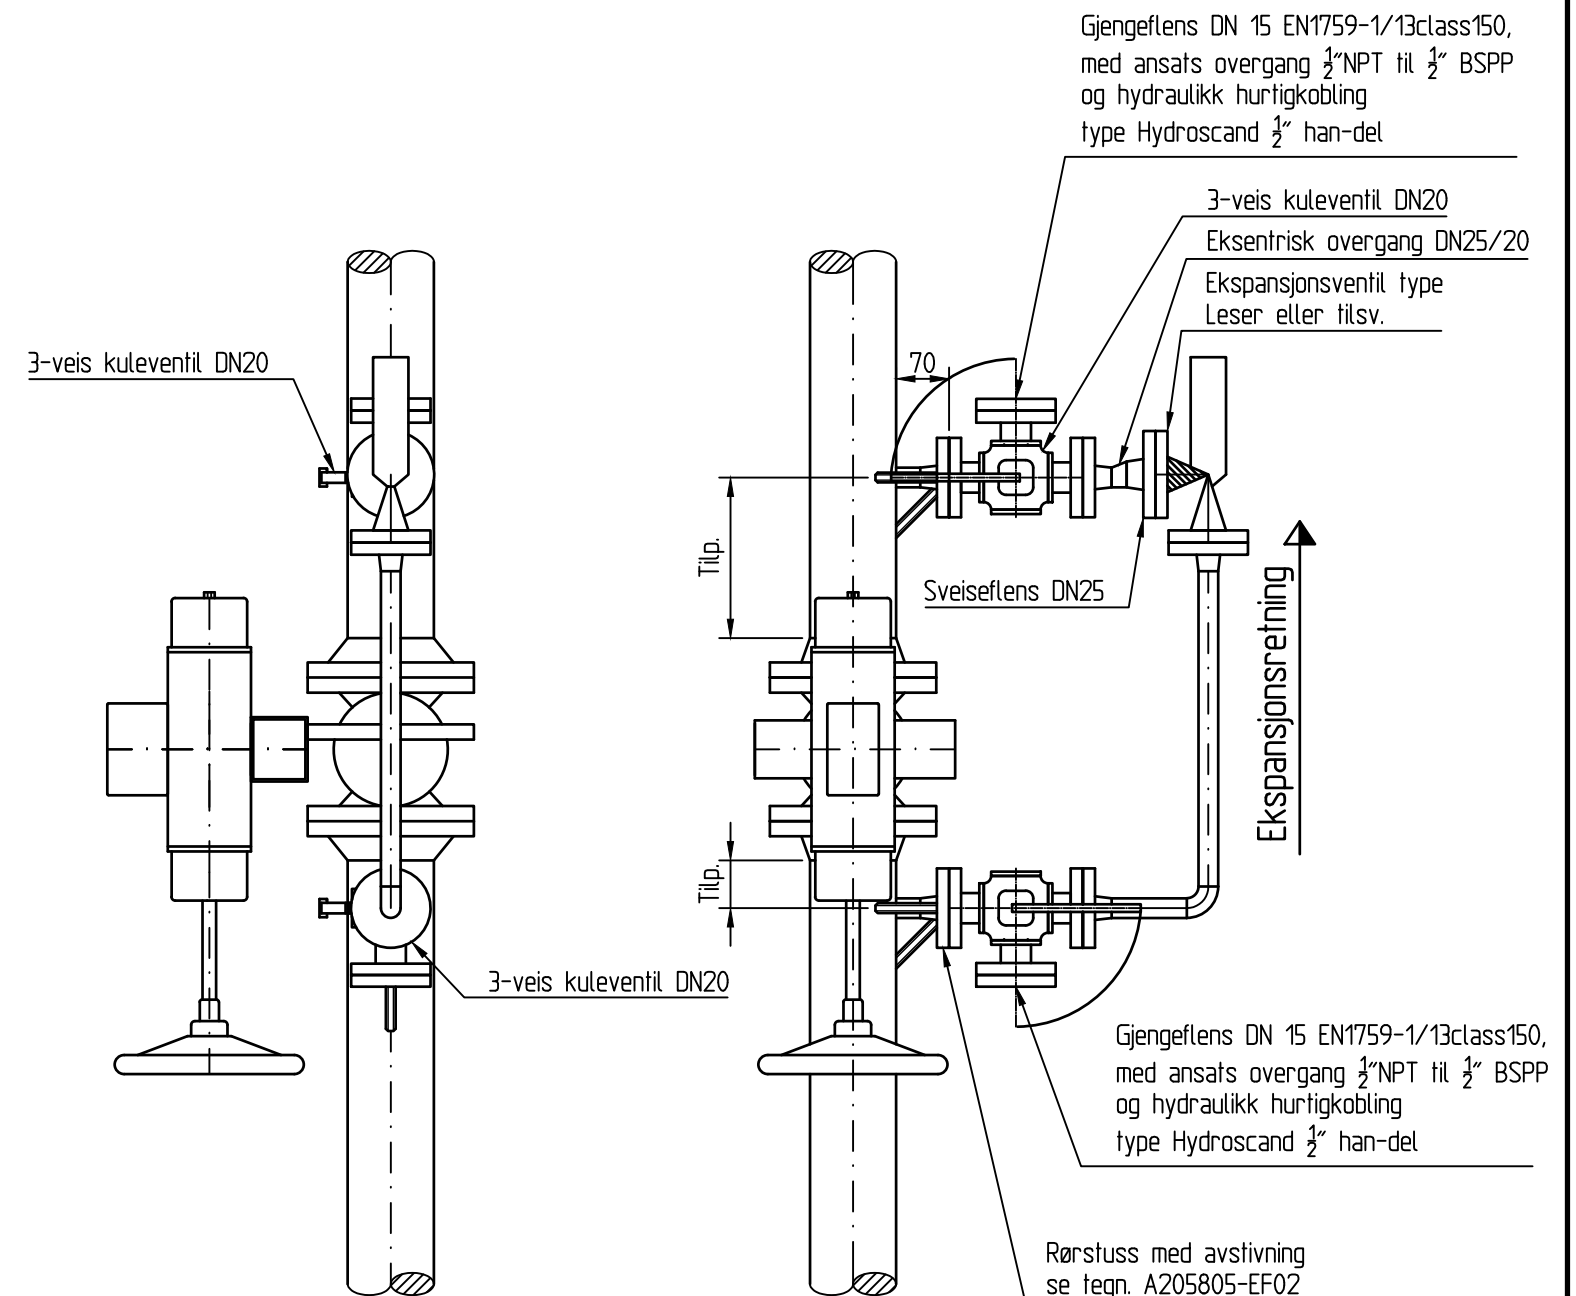 Gjengeflens DN 15 EN1759-1/13class150,
med ansats overgang ½"NPT til ½" BSPP
og hydraulikk hurtigkobling
type Hydroscand ½" han-del
3-veis kuleventil DN20
Eksentrisk overgang DN25/20
Ekspansjonsventil type
Leser eller tilsv.
3-veis kuleventil DN20
70
Tilp.
Sveiseflens DN25
Ekspansjonsretning
Tilp.
3-veis kuleventil DN20
Gjengeflens DN 15 EN1759-1/13class150,
med ansats overgang ½"NPT til ½" BSPP
og hydraulikk hurtigkobling
type Hydroscand ½" han-del
Rørstuss med avstivning
se tegn. A205805-EF02